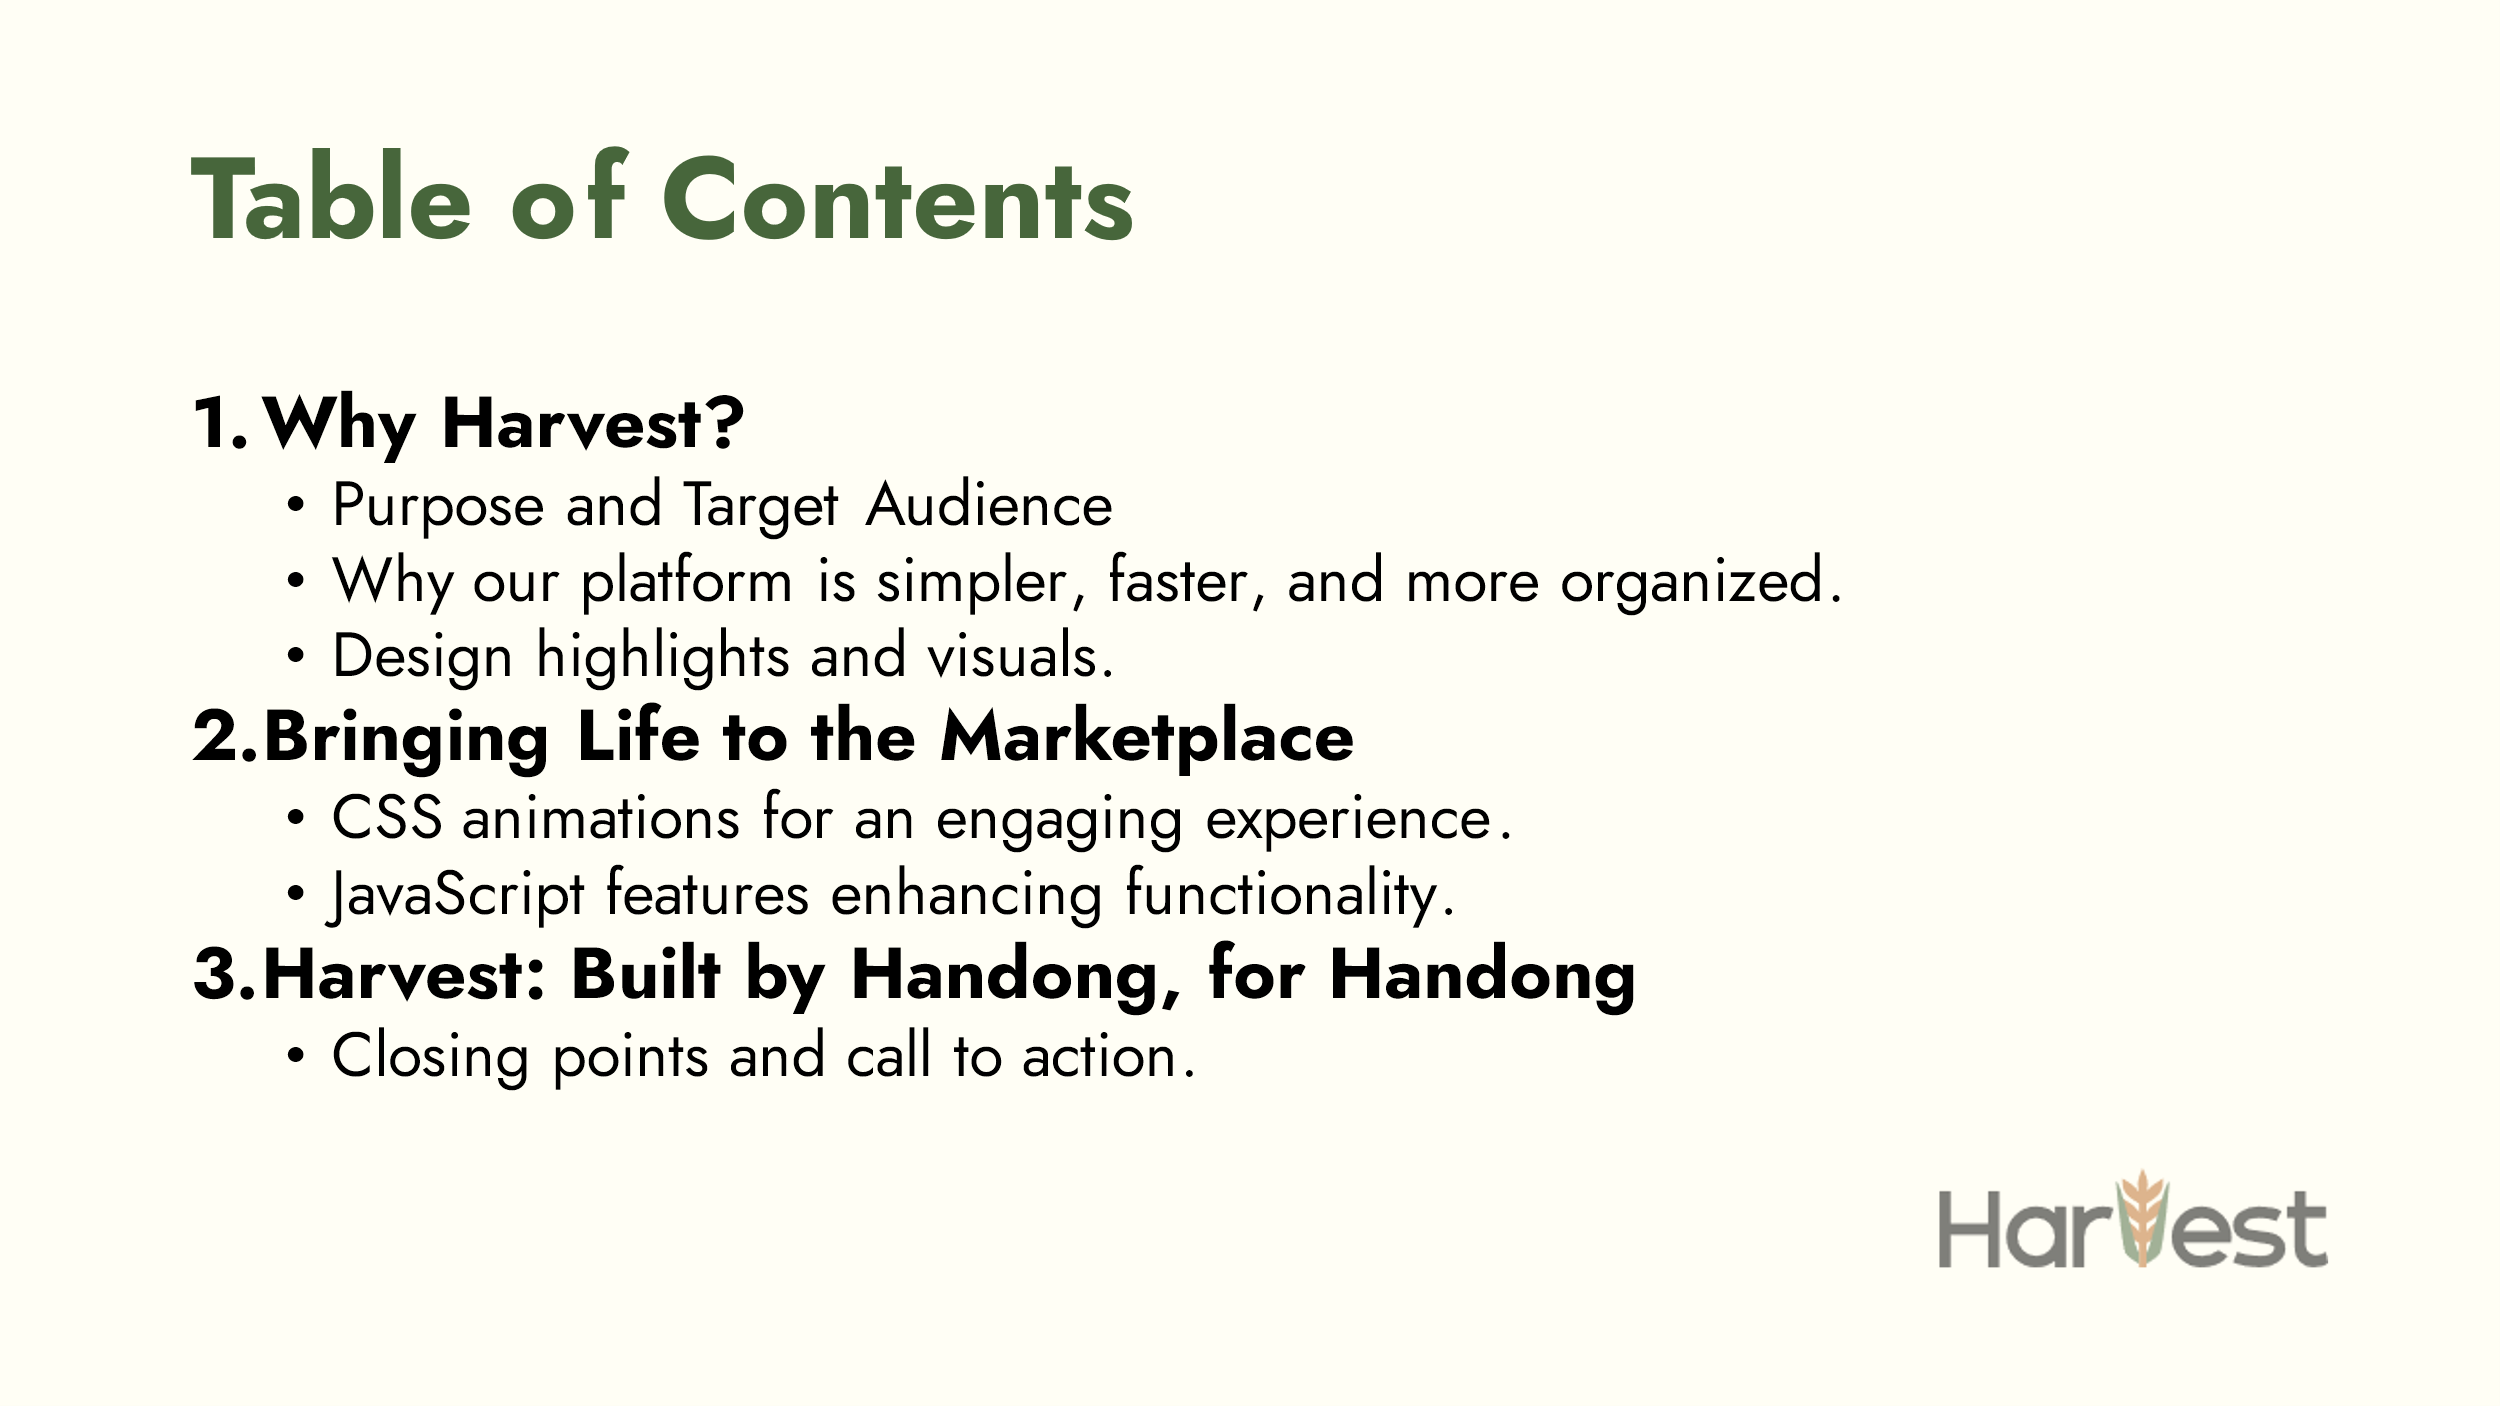 Table of Contents
1. Why Harvest?
• Purpose and Target Audience
• Why our platform is simpler, faster, and more organized.
• Design highlights and visuals.
2. Bringing Life to the Marketplace
• CSS animations for an engaging experience.
• JavaScript features enhancing functionality.
3. Harvest: Built by Handong, for Handong
• Closing points and call to action.
Harvest